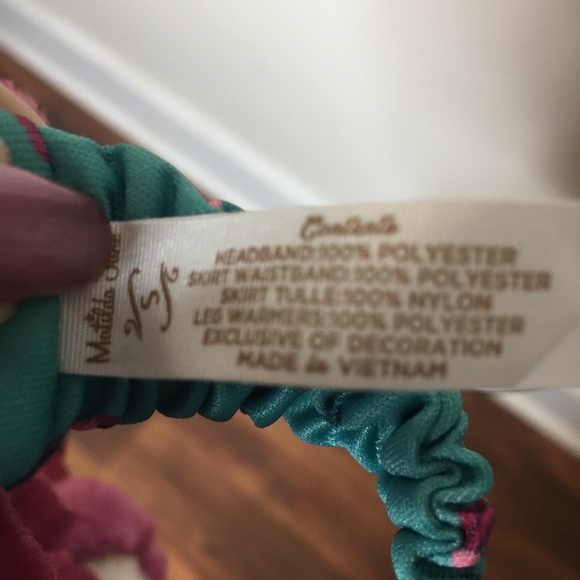 Contents
HEADBAND:100% POLYESTER
SKIRT WAISTBAND:100% POLYESTER
SKIRT TULLE:100% NYLON
LEG WARMERS:100% POLYESTER
EXCLUSIVE OF DECORATION
MADE in VIETNAM
Matilda Jane
S